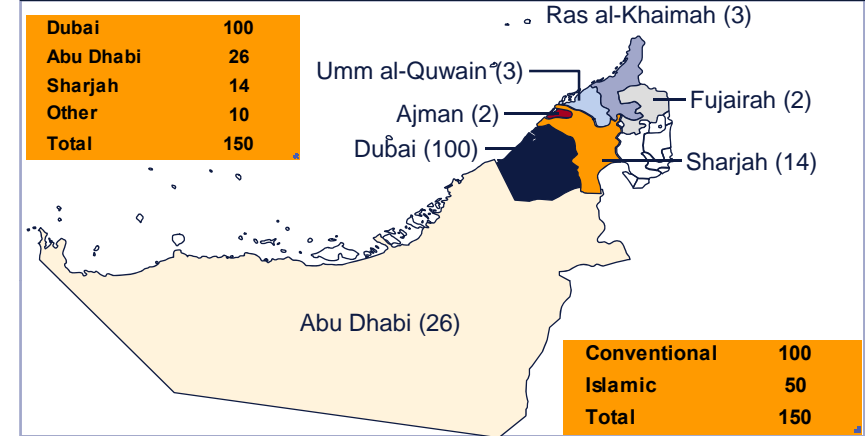 Dubai 100
Abu Dhabi 26
Sharjah 14
Other 10
Total 150
Ras al-Khaimah (3)
Umm al-Quwain (3)
Fujairah (2)
Ajman (2)
Dubai (100)
Sharjah (14)
Abu Dhabi (26)
Conventional 100
Islamic 50
Total 150